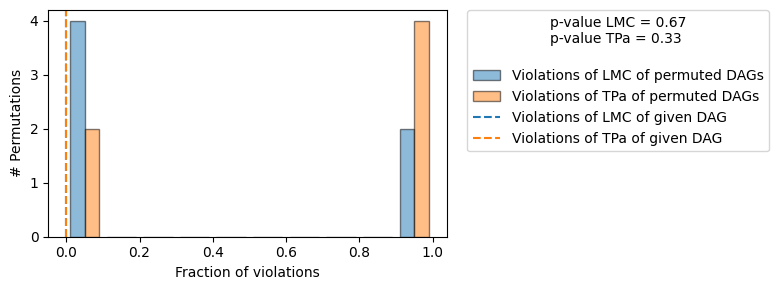 p-value LMC = 0.67
p-value TPa = 0.33
Violations of LMC of permuted DAGs
Violations of TPa of permuted DAGs
Violations of LMC of given DAG
Violations of TPa of given DAG
# Permutations
4
3
2
1
0
0.0 0.2 0.4 0.6 0.8 1.0
Fraction of violations